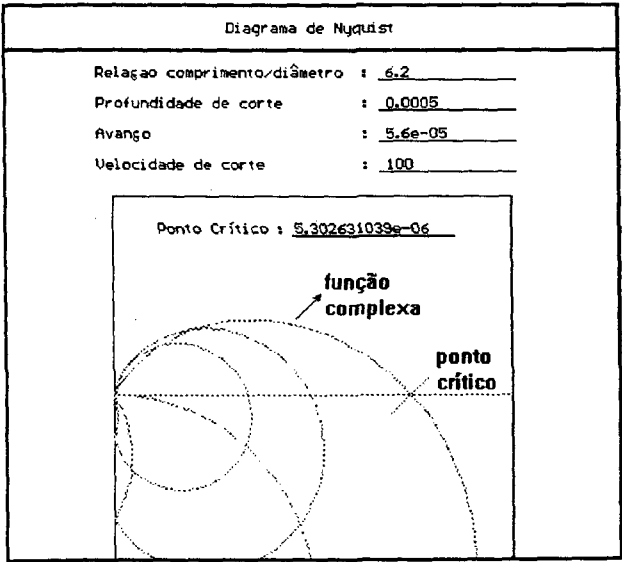 Diagrama de Nyquist
Relaçao comprimento/diâmetro : 6.2
Profundidade de corte : 0.0005
Avanço : 5.6e-05
Velocidade de corte : 100
Ponto Crítico : 5.302631039e-06
função
complexa
ponto
crítico